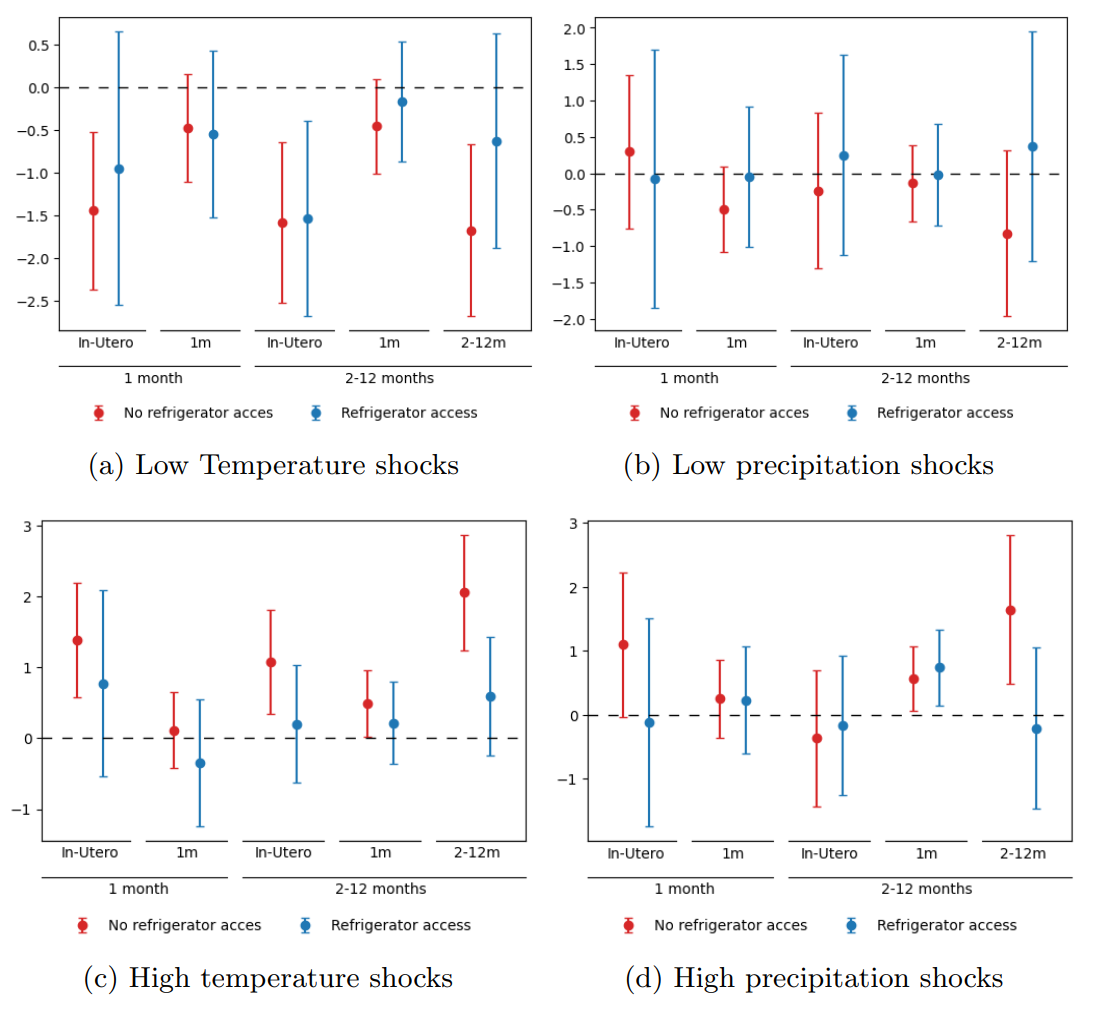 0.5
0.0
−0.5
−1.0
−1.5
−2.0
−2.5
In-Utero 1m In-Utero 1m 2-12m
1 month 2-12 months
No refrigerator acces Refrigerator access
(a) Low Temperature shocks
2.0
1.5
1.0
0.5
0.0
−0.5
−1.0
−1.5
−2.0
In-Utero 1m In-Utero 1m 2-12m
1 month 2-12 months
No refrigerator acces Refrigerator access
(b) Low precipitation shocks
3
2
1
0
−1
In-Utero 1m In-Utero 1m 2-12m
1 month 2-12 months
No refrigerator acces Refrigerator access
(c) High temperature shocks
3
2
1
0
−1
In-Utero 1m In-Utero 1m 2-12m
1 month 2-12 months
No refrigerator acces Refrigerator access
(d) High precipitation shocks